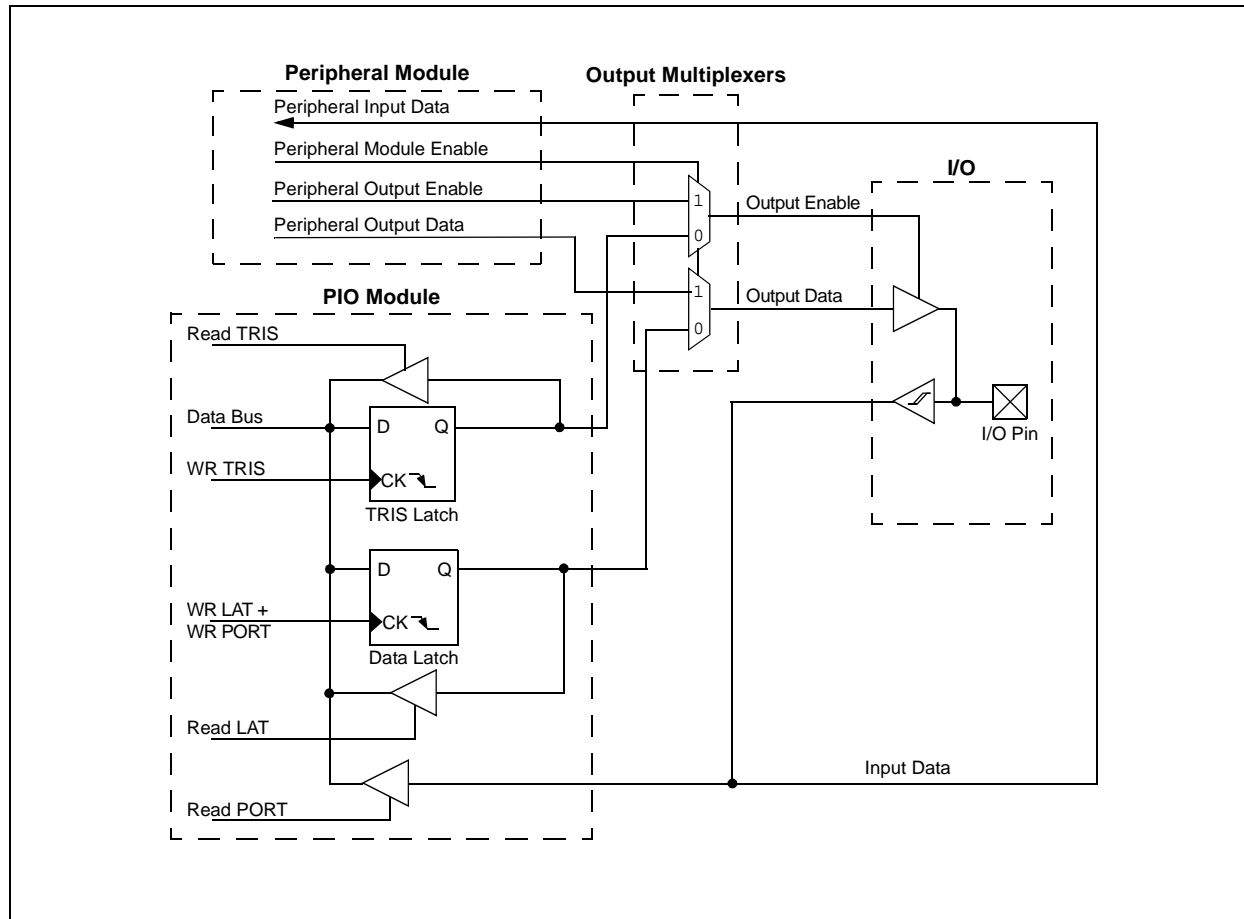 Peripheral Module
Output Multiplexers
Peripheral Input Data
Peripheral Module Enable
Peripheral Output Enable
Peripheral Output Data
1
0
Output Enable
1
0
Output Data
I/O
I/O Pin
PIO Module
Read TRIS
Data Bus
D Q
WR TRIS
CK
TRIS Latch
D Q
WR LAT +
WR PORT
CK
Data Latch
Read LAT
Input Data
Read PORT